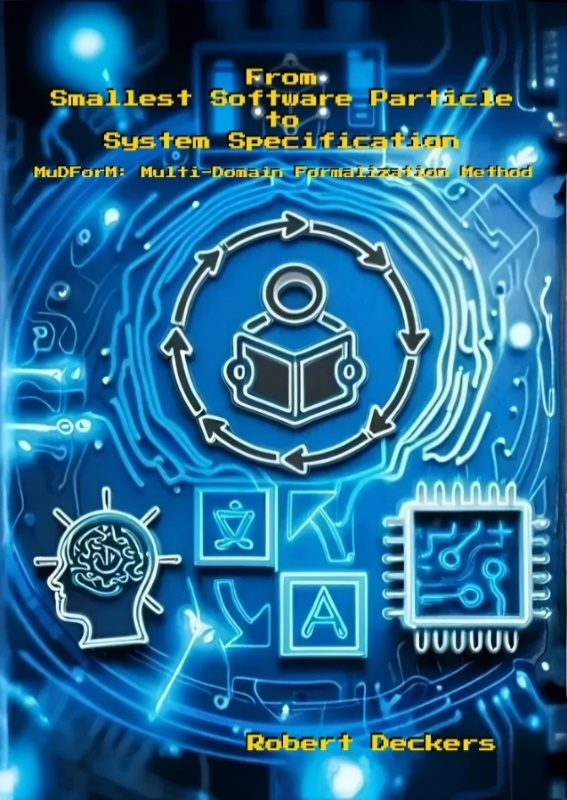 From
Smallest Software Particle
to
System Specification
MuDForM: Multi-Domain Formalization Method
A
Robert Deckers